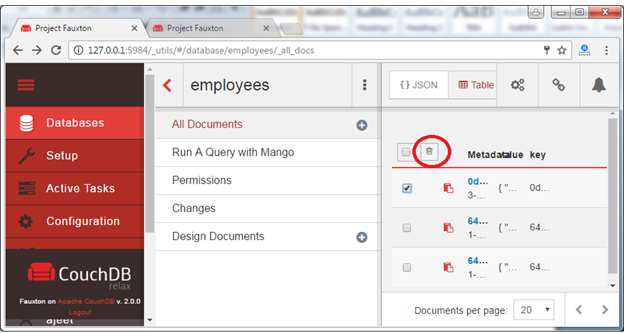 Project Fauxton
Project Fauxton
127.0.0.1:5984/_utils/#/database/employees/_all_docs
employees
{ } JSON
Table
Databases
Setup
Active Tasks
Configuration
CouchDB
relax
Fauxton on Apache CouchDB v. 2.0.0
Logout
ajeet
All Documents
Run A Query with Mango
Permissions
Changes
Design Documents
Metadata value key
0d... { "... 0d...
3-...
64... { "... 64...
1-...
64... { "... 64...
1-...
Documents per page: 20